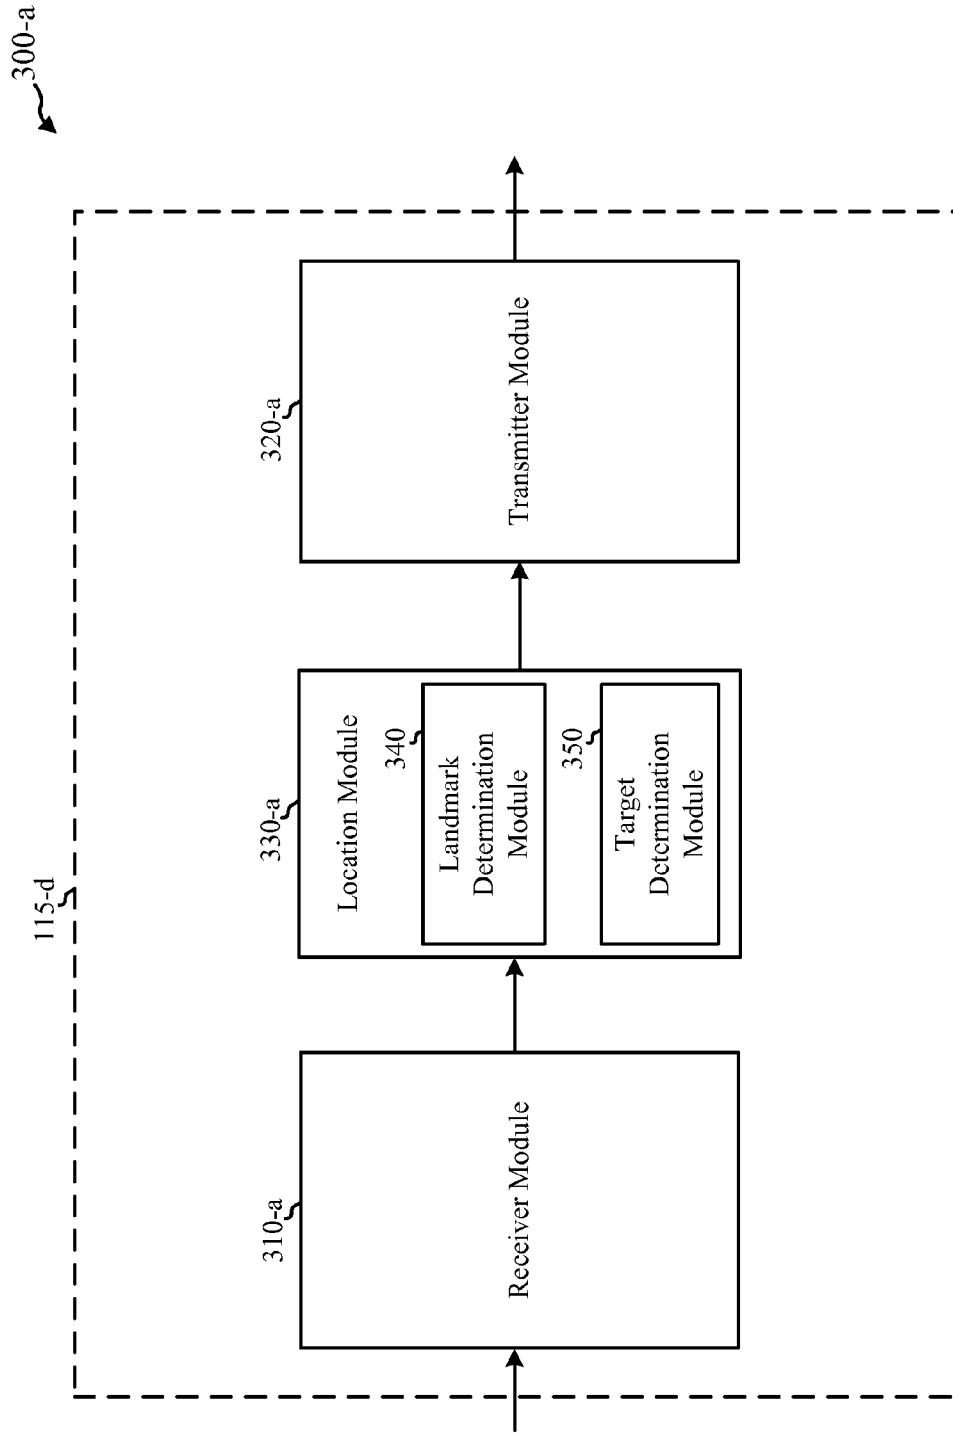 300-a
115-d
310-a
Receiver Module
330-a
Location Module
340
Landmark
Determination
Module
350
Target
Determination
Module
320-a
Transmitter Module